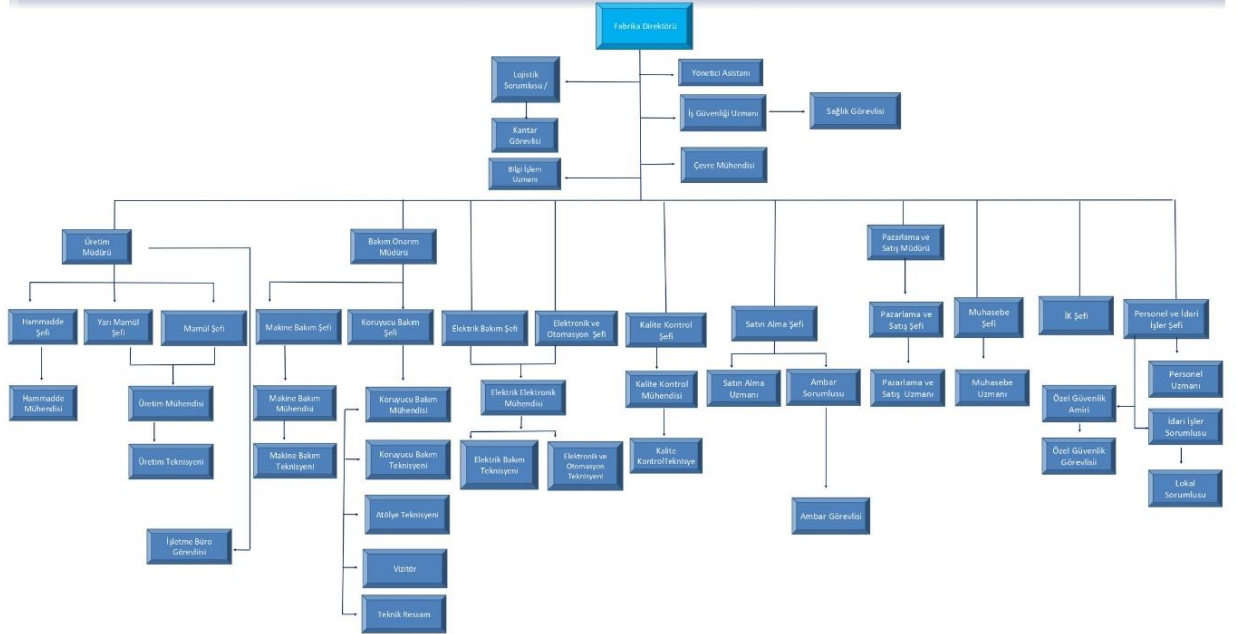 Fabrika Direktörü
Lojistik
Sorumlusu /
Yönetici Asistanı
İş Güvenliği Uzmanı
Sağlık Görevlisi
Kantar
Görevlisi
Bilgi İşlem
Uzmanı
Çevre Mühendisi
Üretim
Müdürü
Bakım Onarım
Müdürü
Pazarlama ve
Satış Müdürü
Hammadde
Şefi
Yarı Mamül
Şefi
Mamül Şefi
Makine Bakım Şefi
Koruyucu
Bakım Şefi
Elektrik Bakım Şefi
Elektronik ve
Otomasyon Şefi
Kalite Kontrol
Şefi
Satın Alma Şefi
Pazarlama ve
Satış Şefi
Muhasebe
Şefi
İK Şefi
Personel ve İdari
İşler Şefi
Hammadde
Mühendisi
Üretim Mühendisi
Makine Bakım
Mühendisi
Koruyucu Bakım
Mühendisi
Elektrik Elektronik
Mühendisi
Kalite Kontrol
Mühendisi
Satın Alma
Uzmanı
Ambar
Sorumlusu
Pazarlama ve
Satış Uzmanı
Muhasebe
Uzmanı
Personel
Uzmanı
Özel Güvenlik
Amiri
İdari İşler
Sorumlusu
Üretim Teknisyeni
Makine Bakım
Teknisyeni
Koruyucu Bakım
Teknisyeni
Elektrik Bakım
Teknisyeni
Elektronik ve
Otomasyon
Teknisyeni
Kalite
KontrolTeknisye
Özel Güvenlik
Görevlisii
Lokal
Sorumlusu
Atölye Teknisyeni
Ambar Görevlisi
İşletme Büro
Görevliisi
Vizitör
Teknik Ressam